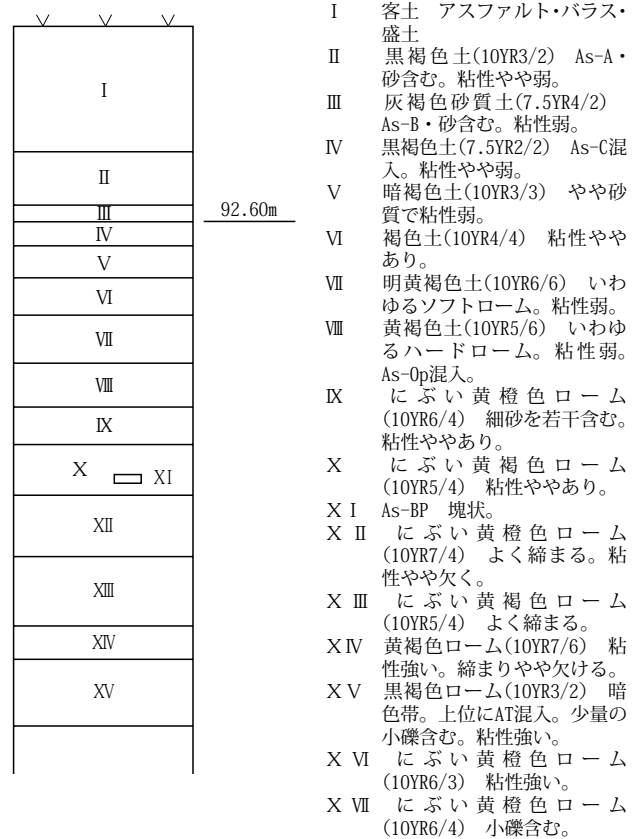 Ⅰ
Ⅱ
Ⅲ
92.60m
Ⅳ
Ⅴ
Ⅵ
Ⅶ
Ⅷ
Ⅸ
Ⅹ
ⅩⅠ
ⅩⅡ
ⅩⅢ
ⅩⅣ
ⅩⅤ
Ⅰ 客土 アスファルト・バラス・
盛土
Ⅱ 黒褐色土(10YR3/2) As-A・
砂含む。粘性やや弱。
Ⅲ 灰褐色砂質土(7.5YR4/2)
As-B・砂含む。粘性弱。
Ⅳ 黒褐色土(7.5YR2/2) As-C混
入。粘性やや弱。
Ⅴ 暗褐色土(10YR3/3) やや砂
質で粘性弱。
Ⅵ 褐色土(10YR4/4) 粘性やや
あり。
Ⅶ 明黄褐色土(10YR6/6) いわ
ゆるソフトローム。粘性弱。
Ⅷ 黄褐色土(10YR5/6) いわゆ
るハードローム。粘性弱。
As-Op混入。
Ⅸ にぶい黄橙色ローム
(10YR6/4) 細砂を若干含む。
粘性ややあり。
Ⅹ にぶい黄褐色ローム
(10YR5/4) 粘性ややあり。
ⅩⅠ As-BP 塊状。
ⅩⅡ にぶい黄橙色ローム
(10YR7/4) よく締まる。粘
性やや欠く。
ⅩⅢ にぶい黄褐色ローム
(10YR5/4) よく締まる。
ⅩⅣ 黄褐色ローム(10YR7/6) 粘
性強い。締まりやや欠ける。
ⅩⅤ 黒褐色ローム(10YR3/2) 暗
色帯。上位にAT混入。少量の
小礫含む。粘性強い。
ⅩⅥ にぶい黄橙色ローム
(10YR6/3) 粘性強い。
ⅩⅦ にぶい黄橙色ローム
(10YR6/4) 小礫含む。